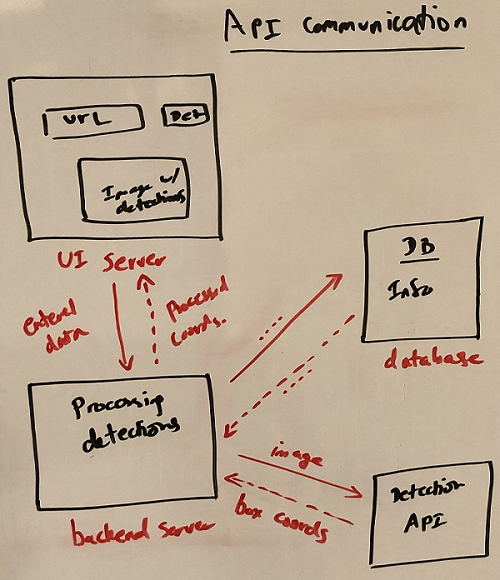 API Communication
URL
Det
Image w/
detections
UI Server
entered
data
Processed
coords.
...
...
DB
Info
database
Processing
detections
backend server
image
box coords
Detection
API